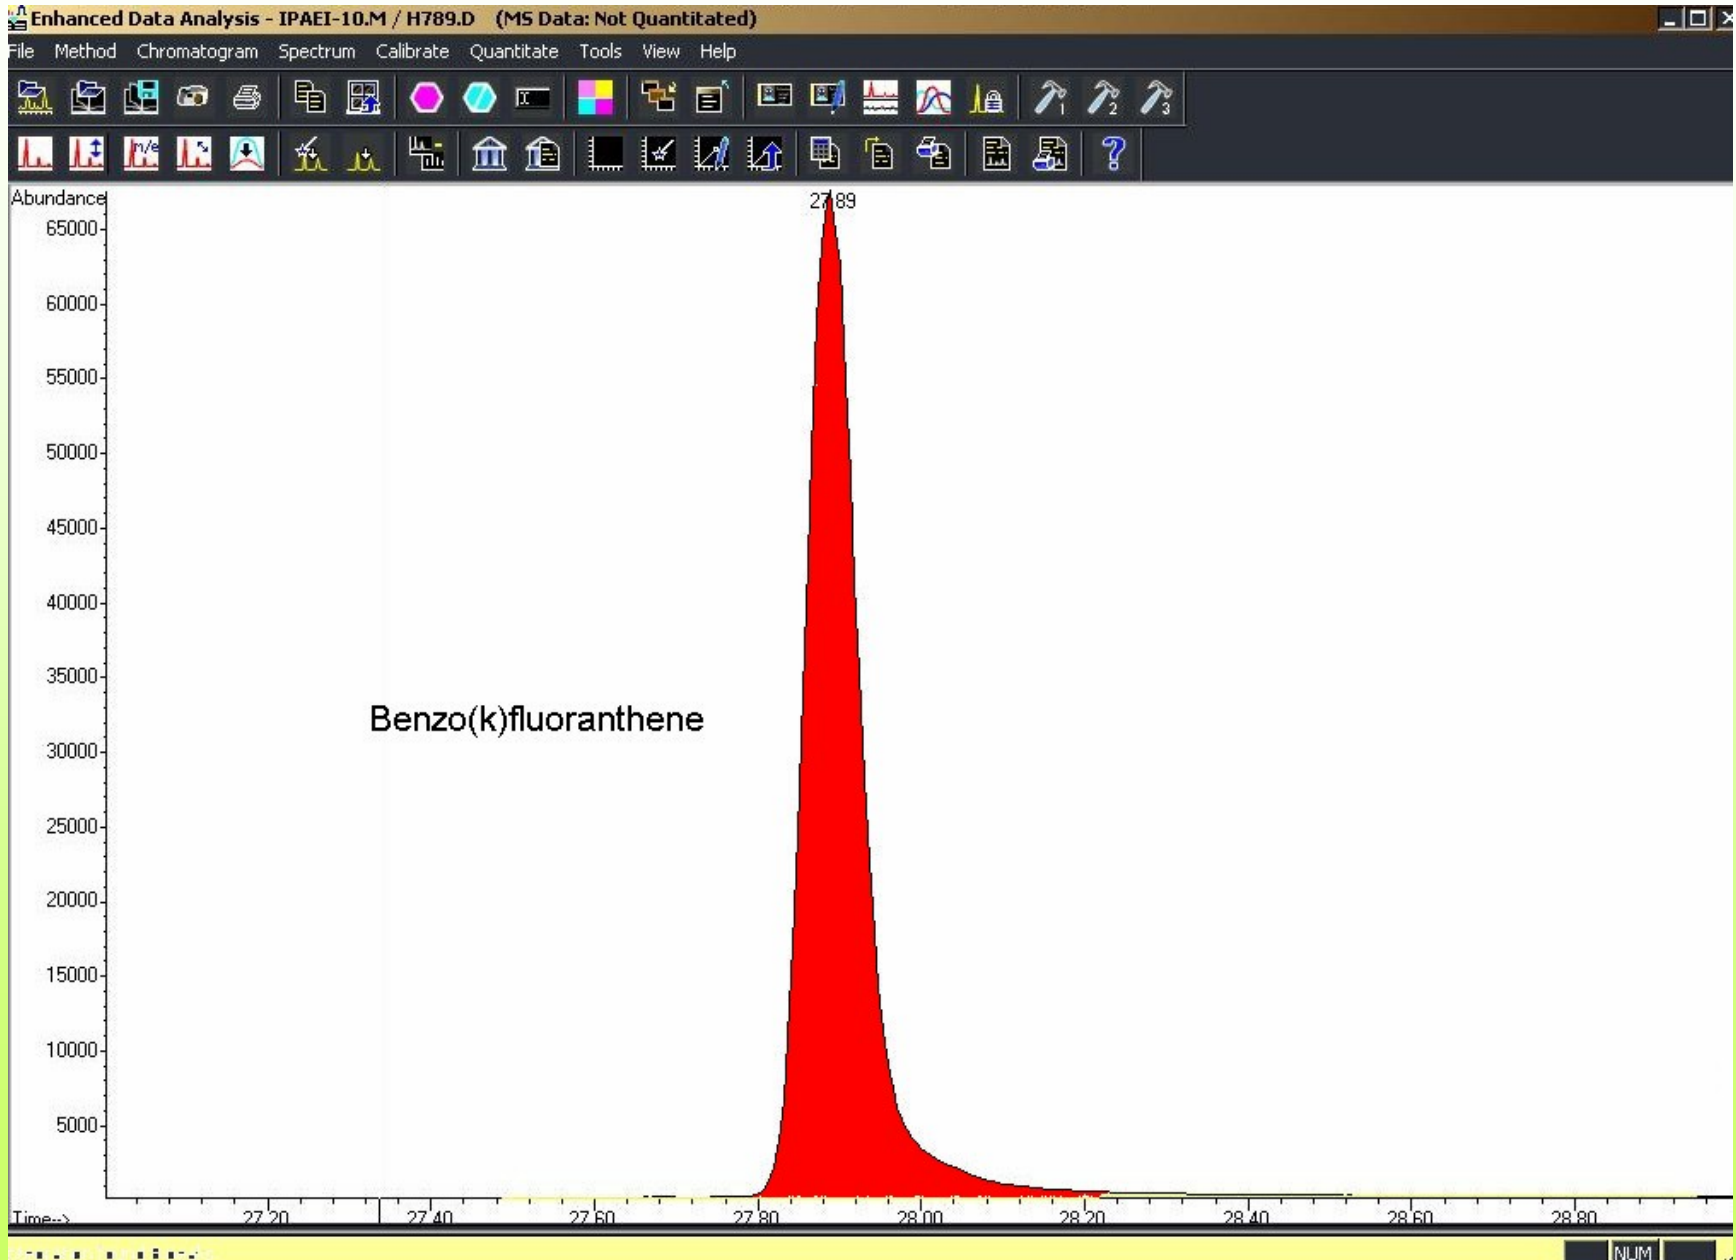 Enhanced Data Analysis - IPAEI-10.M / H789.D (MS Data: Not Quantitated)
File Method Chromatogram Spectrum Calibrate Quantitate Tools View Help
m/e
1 2 3
?
Abundance
27.89
65000
60000
55000
50000
45000
40000
35000
Benzo(k)fluoranthene
30000
25000
20000
15000
10000
5000
Time-->
27.20 27.40 27.60 27.80 28.00 28.20 28.40 28.60 28.80
NUM